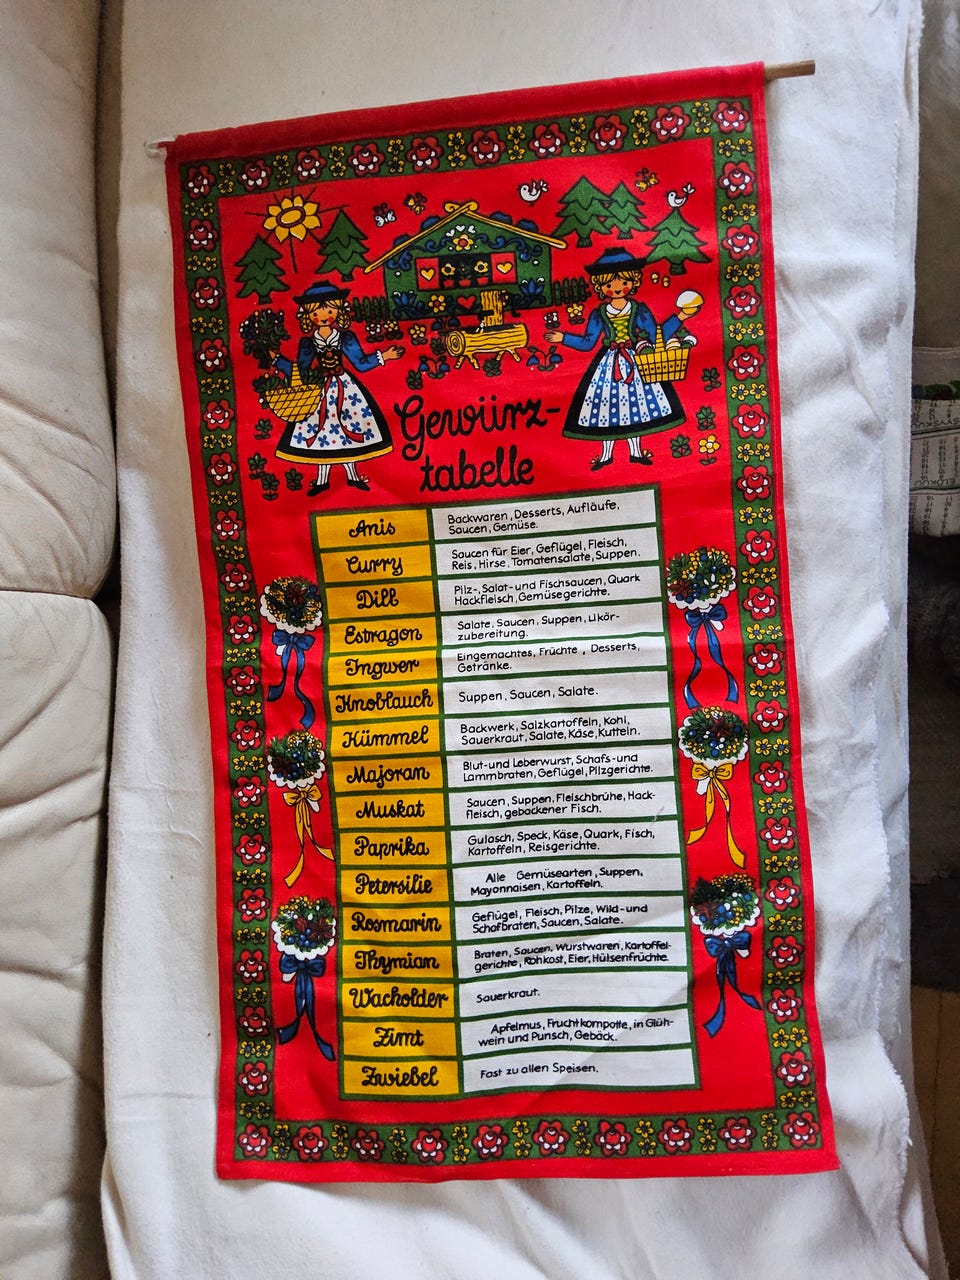 Gewürz-
tabelle
Anis
Backwaren, Desserts, Aufläufe,
Saucen, Gemüse.
Curry
Saucen für Eier, Geflügel, Fleisch,
Reis, Hirse, Tomatensalate, Suppen.
Dill
Pilz-, Salat- und Fischsaucen, Quark
Hackfleisch, Gemüsegerichte.
Estragon
Salate, Saucen, Suppen, Likör-
zubereitung.
Ingwer
Eingemachtes, Früchte, Desserts,
Getränke.
Knoblauch
Suppen, Saucen, Salate.
Kümmel
Backwerk, Salzkartoffeln, Kohl,
Sauerkraut, Salate, Käse, Kutteln.
Majoran
Blut- und Leberwurst, Schafs- und
Lammbraten, Geflügel, Pilzgerichte.
Muskat
Saucen, Suppen, Fleischbrühe, Hack-
fleisch, gebackener Fisch.
Paprika
Gulasch, Speck, Käse, Quark, Fisch,
Kartoffeln, Reisgerichte.
Petersilie
Alle Gemüsearten, Suppen,
Mayonnaisen, Kartoffeln.
Rosmarin
Geflügel, Fleisch, Pilze, Wild- und
Schafbraten, Saucen, Salate.
Thymian
Braten, Saucen, Wurstwaren, Kartoffel-
gerichte, Rohkost, Eier, Hülsenfrüchte.
Wacholder
Sauerkraut.
Zimt
Apfelmus, Fruchtkompotte, in Glüh-
wein und Punsch, Gebäck.
Zwiebel
Fast zu allen Speisen.
SYYSKUU
ELOKUU